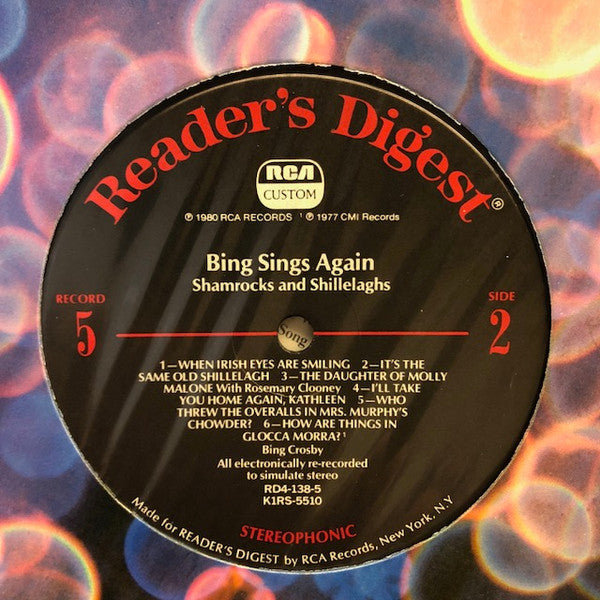 Reader's Digest®
RCA
CUSTOM
℗ 1980 RCA RECORDS ¹ ℗ 1977 CMI Records
Bing Sings Again
Shamrocks and Shillelaghs
RECORD
5
SIDE
2
Song
1—WHEN IRISH EYES ARE SMILING 2—IT'S THE
SAME OLD SHILLELAGH 3—THE DAUGHTER OF MOLLY
MALONE With Rosemary Clooney 4—I'LL TAKE
YOU HOME AGAIN, KATHLEEN 5—WHO
THREW THE OVERALLS IN MRS. MURPHY'S
CHOWDER? 6—HOW ARE THINGS IN
GLOCCA MORRA?¹
Bing Crosby
All electronically re-recorded
to simulate stereo
RD4-138-5
K1RS-5510
STEREOPHONIC
Made for READER'S DIGEST by RCA Records, New York, N.Y.